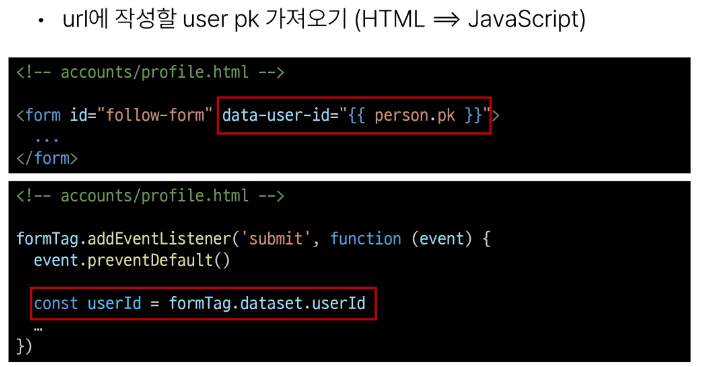 • url에 작성할 user pk 가져오기 (HTML ⟹ JavaScript)
<!-- accounts/profile.html -->
<form id="follow-form" data-user-id="{{ person.pk }}">
...
</form>
<!-- accounts/profile.html -->
formTag.addEventListener('submit', function (event) {
event.preventDefault()
const userId = formTag.dataset.userId
…
})